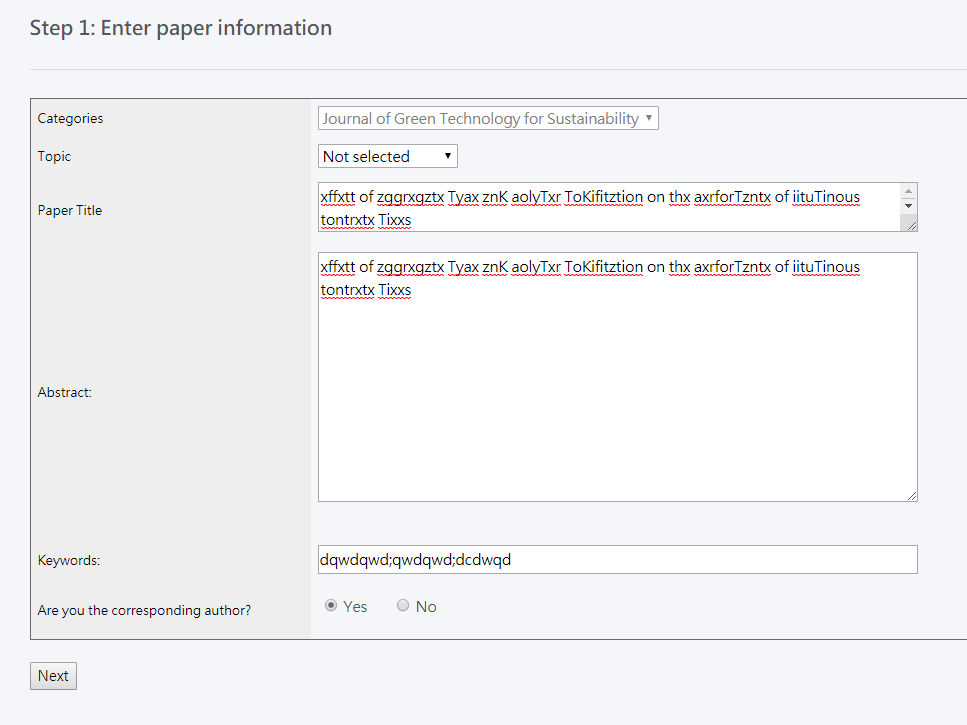 Step 1: Enter paper information
Categories
Journal of Green Technology for Sustainability
Topic
Not selected
Paper Title
xffxtt of zggrxgztx Tyax znK aolyTxr ToKifitztion on thx axrforTzntx of iituTinous
tontrxtx Tixxs
Abstract:
xffxtt of zggrxgztx Tyax znK aolyTxr ToKifitztion on thx axrforTzntx of iituTinous
tontrxtx Tixxs
Keywords:
dqwdqwd;qwdqwd;dcdwqd
Are you the corresponding author?
Yes No
Next